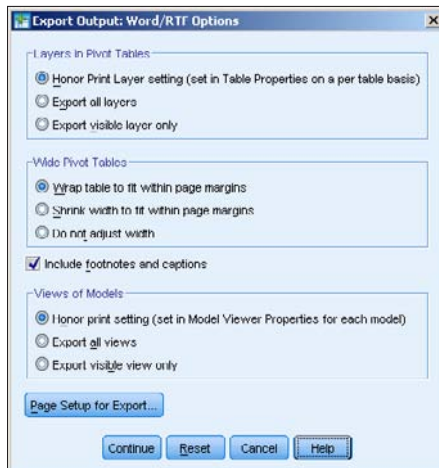 Export Output: Word/RTF Options
Layers in Pivot Tables
Honor Print Layer setting (set in Table Properties on a per table basis)
Export all layers
Export visible layer only
Wide Pivot Tables
Wrap table to fit within page margins
Shrink width to fit within page margins
Do not adjust width
Include footnotes and captions
Views of Models
Honor print setting (set in Model Viewer Properties for each model)
Export all views
Export visible view only
Page Setup for Export...
Continue Reset Cancel Help